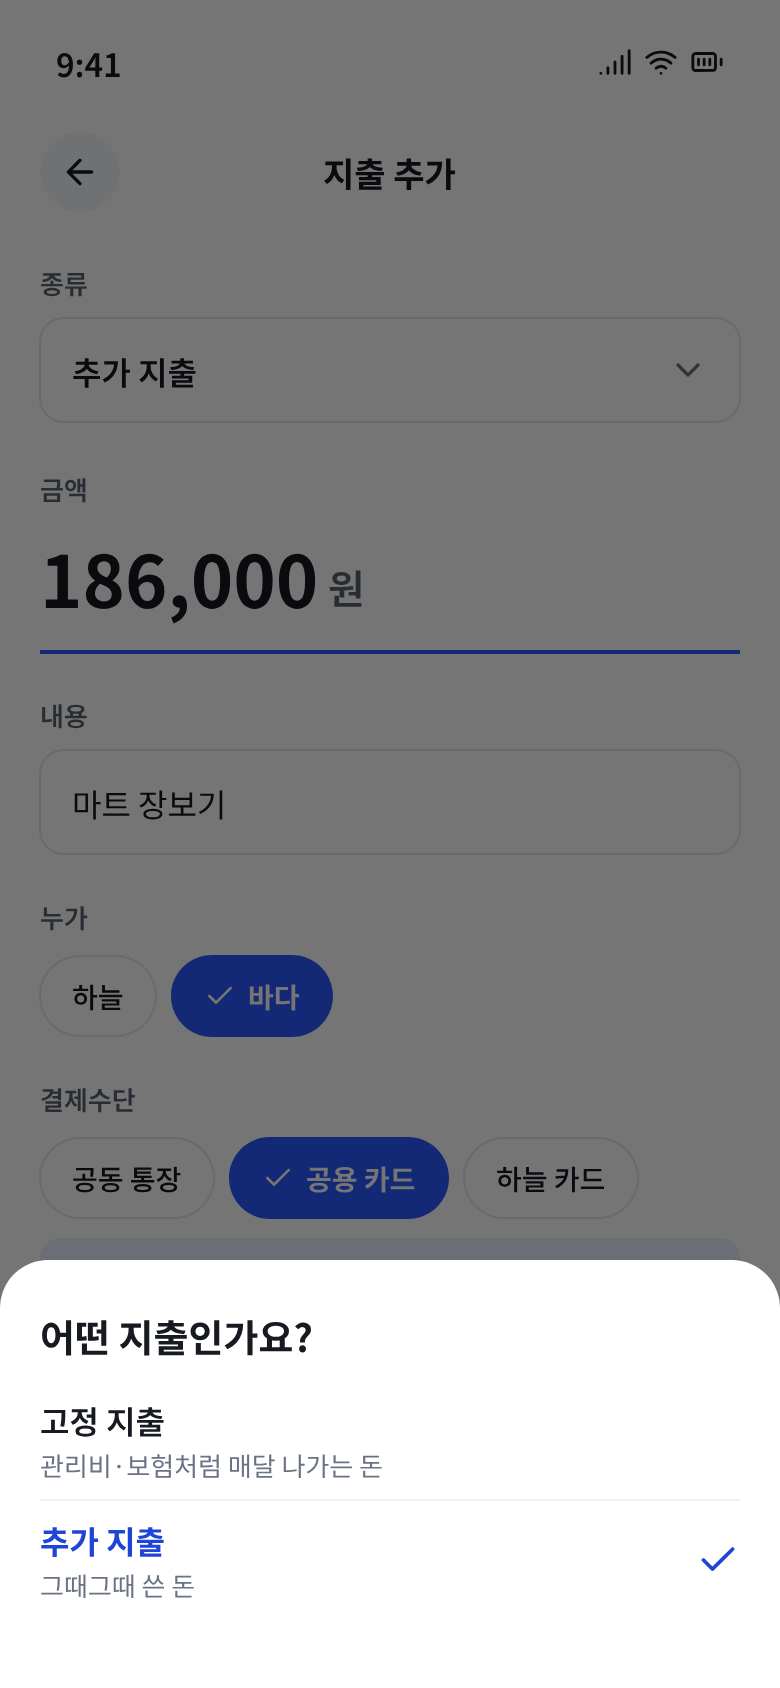 9:41
지출 추가
종류
추가 지출
금액
186,000 원
내용
마트 장보기
누가
하늘
바다
결제수단
공동 통장
공용 카드
하늘 카드
어떤 지출인가요?
고정 지출
관리비·보험처럼 매달 나가는 돈
추가 지출
그때그때 쓴 돈